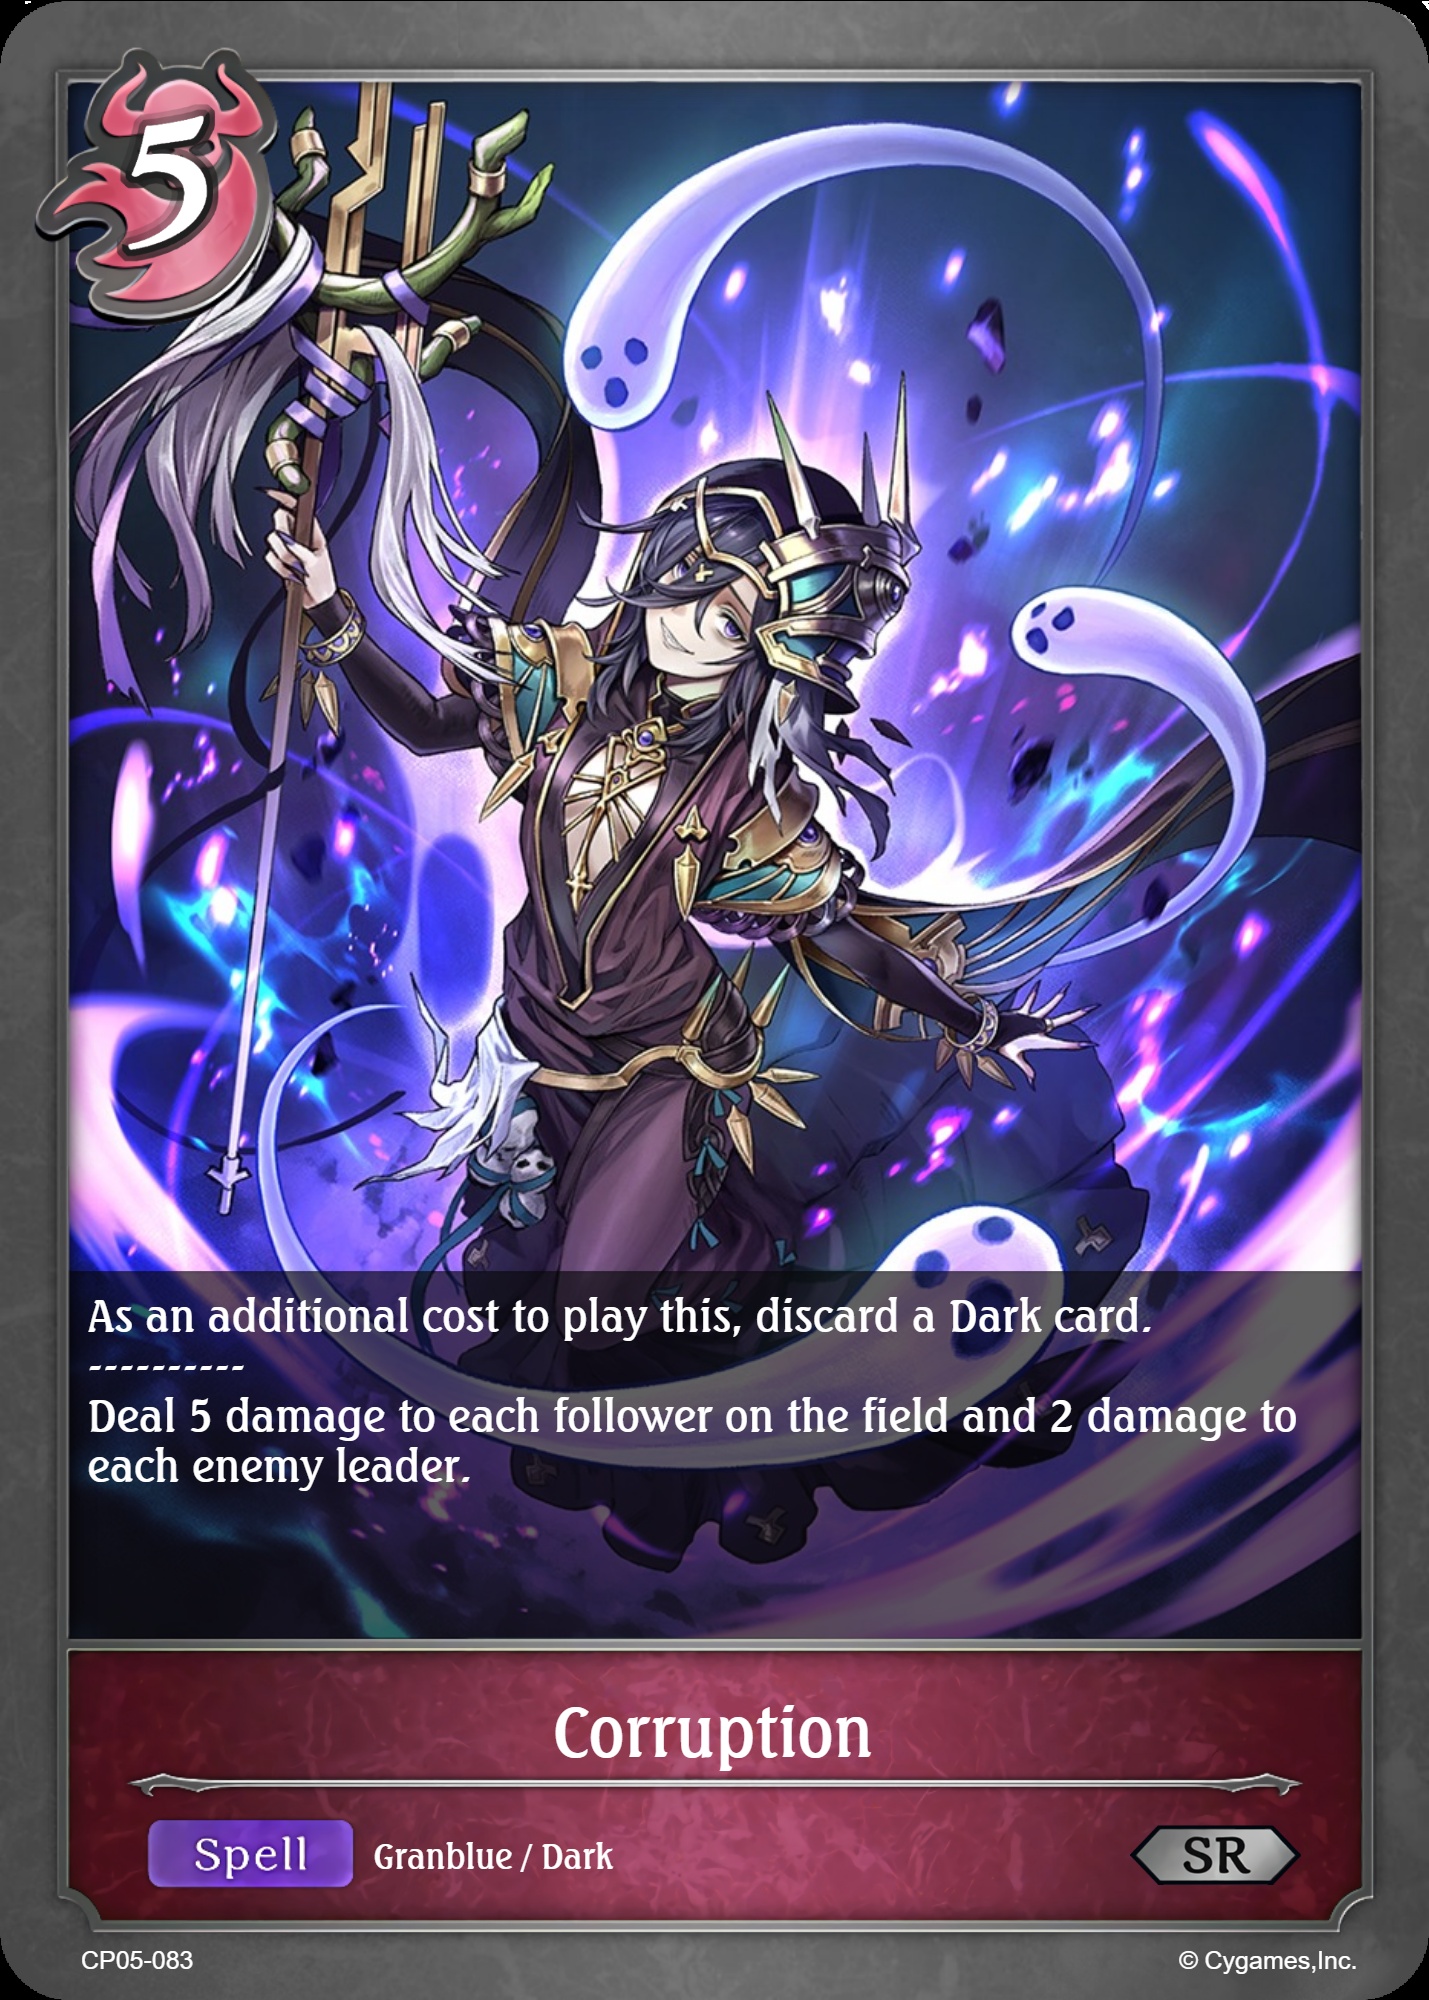 5
As an additional cost to play this, discard a Dark card.
----------
Deal 5 damage to each follower on the field and 2 damage to
each enemy leader.
Corruption
Spell Granblue / Dark SR
CP05-083 © Cygames,Inc.